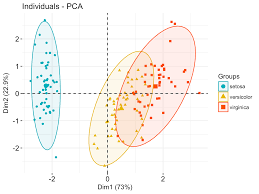 Individuals - PCA
Dim2 (22.9%)
2
1
0
-1
-2
-2
0
2
Dim1 (73%)
Groups
setosa
versicolor
virginica